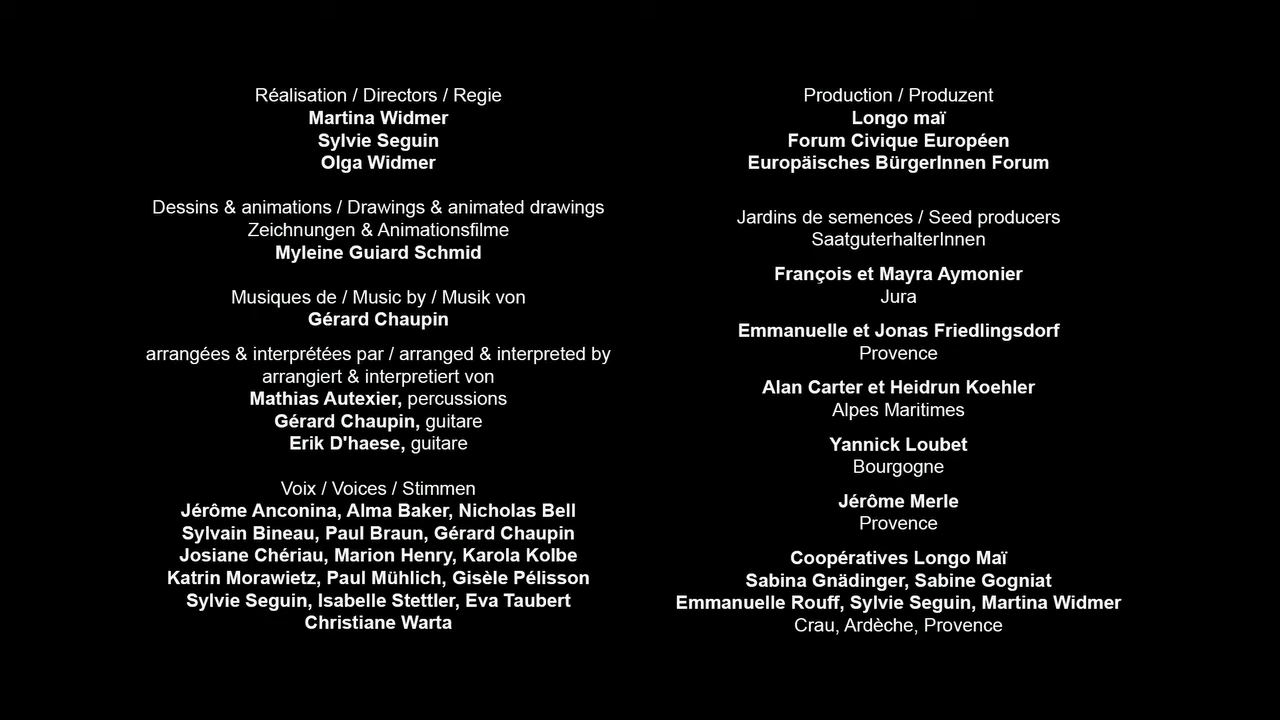 Réalisation / Directors / Regie
Martina Widmer
Sylvie Seguin
Olga Widmer
Dessins & animations / Drawings & animated drawings
Zeichnungen & Animationsfilme
Myleine Guiard Schmid
Musiques de / Music by / Musik von
Gérard Chaupin
arrangées & interprétées par / arranged & interpreted by
arrangiert & interpretiert von
Mathias Autexier, percussions
Gérard Chaupin, guitare
Erik D'haese, guitare
Voix / Voices / Stimmen
Jérôme Anconina, Alma Baker, Nicholas Bell
Sylvain Bineau, Paul Braun, Gérard Chaupin
Josiane Chériau, Marion Henry, Karola Kolbe
Katrin Morawietz, Paul Mühlich, Gisèle Pélisson
Sylvie Seguin, Isabelle Stettler, Eva Taubert
Christiane Warta
Production / Produzent
Longo maï
Forum Civique Européen
Europäisches BürgerInnen Forum
Jardins de semences / Seed producers
SaatguterhalterInnen
François et Mayra Aymonier
Jura
Emmanuelle et Jonas Friedlingsdorf
Provence
Alan Carter et Heidrun Koehler
Alpes Maritimes
Yannick Loubet
Bourgogne
Jérôme Merle
Provence
Coopératives Longo Maï
Sabina Gnädinger, Sabine Gogniat
Emmanuelle Rouff, Sylvie Seguin, Martina Widmer
Crau, Ardèche, Provence